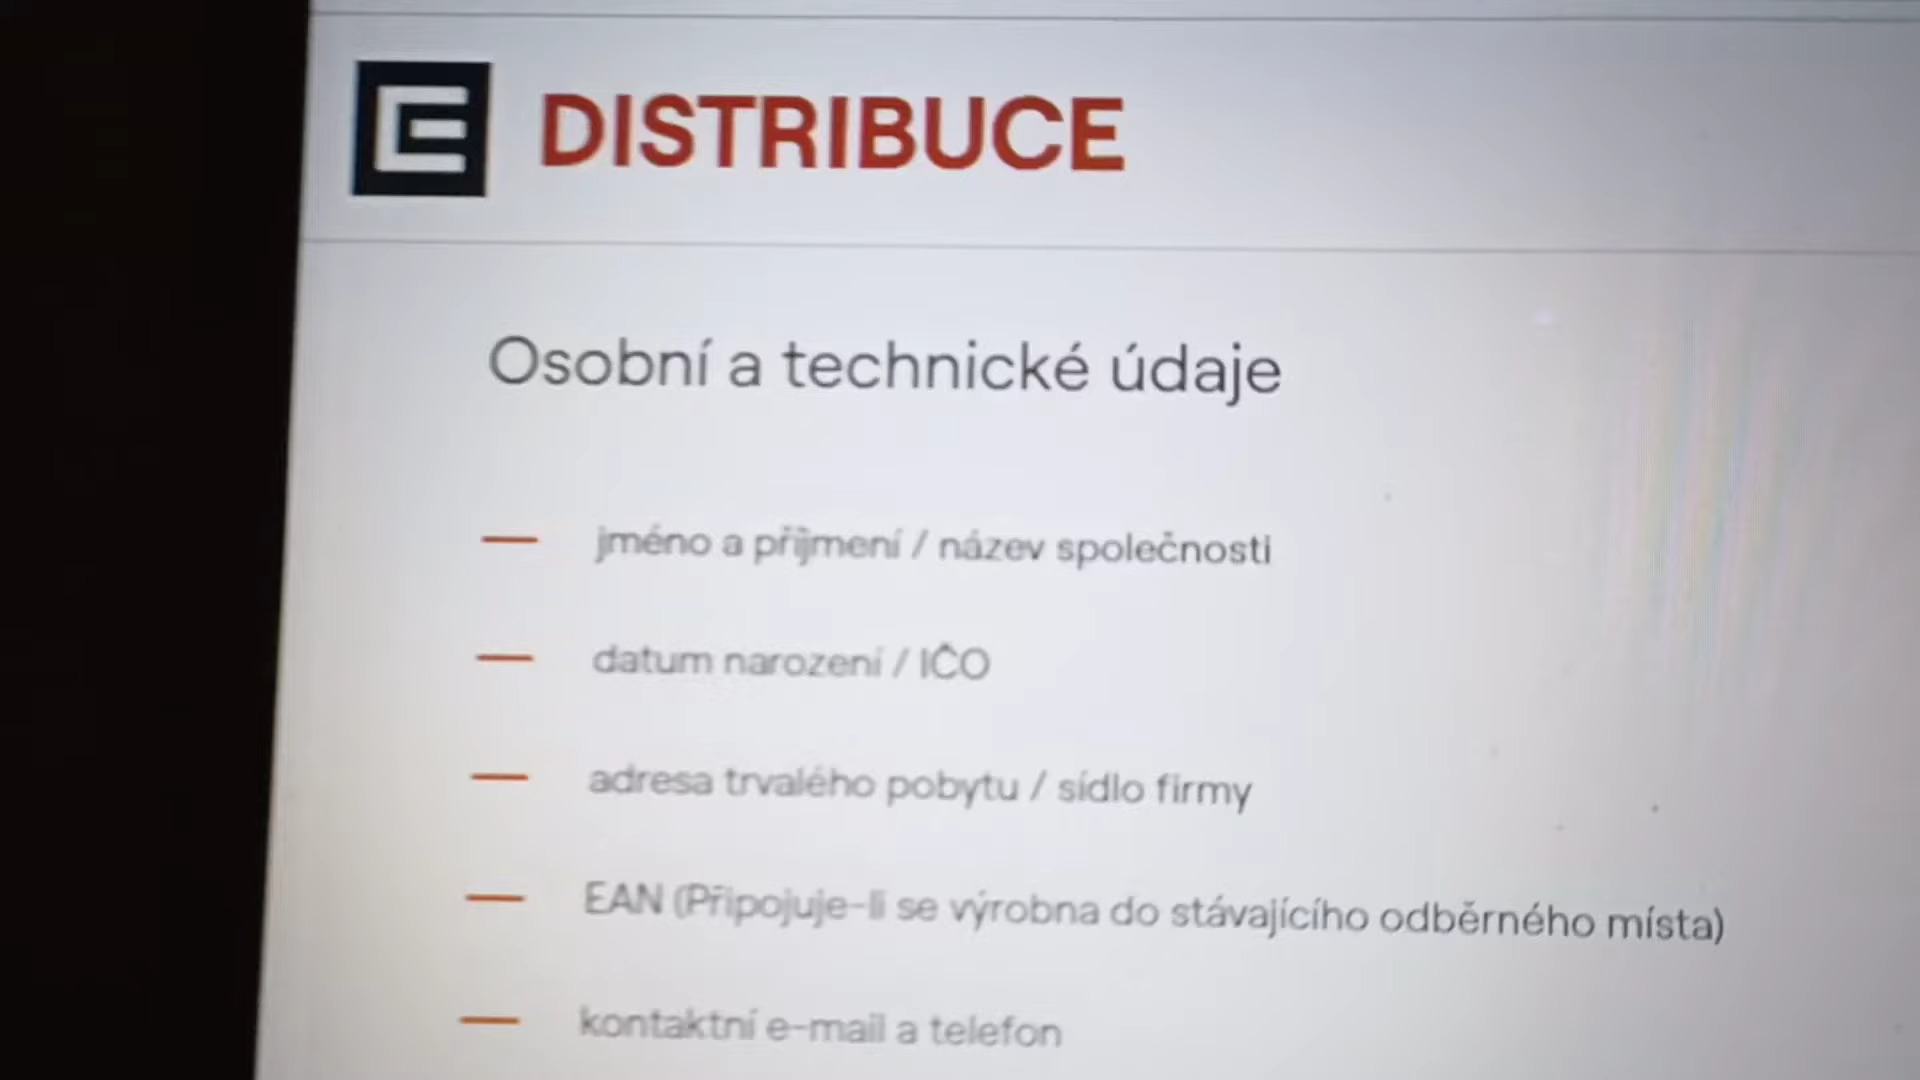 DISTRIBUCE
Osobní a technické údaje
jméno a příjmení / název společnosti
datum narození / IČO
adresa trvalého pobytu / sídlo firmy
EAN (Připojuje-li se výrobna do stávajícího odběrného místa)
kontaktní e-mail a telefon